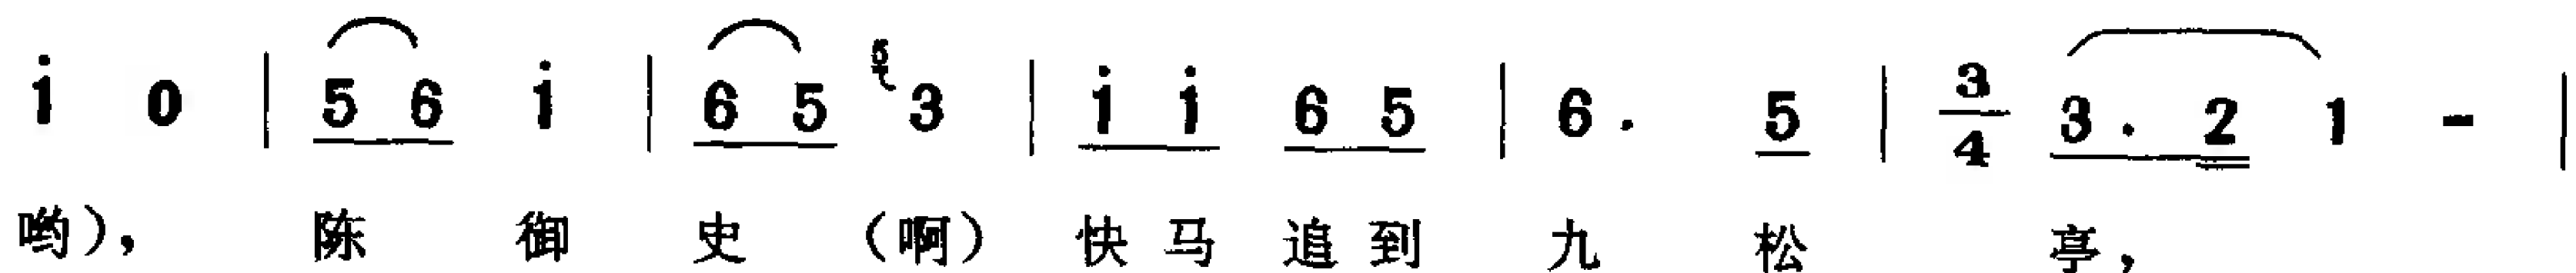 i 0 | 5 6 i | 6 5 5 3 | i i 6 5 | 6 . 5 | 3/4 3 . 2 1 - |
哟), 陈 御 史 (啊) 快 马 追 到 九 松 亭,